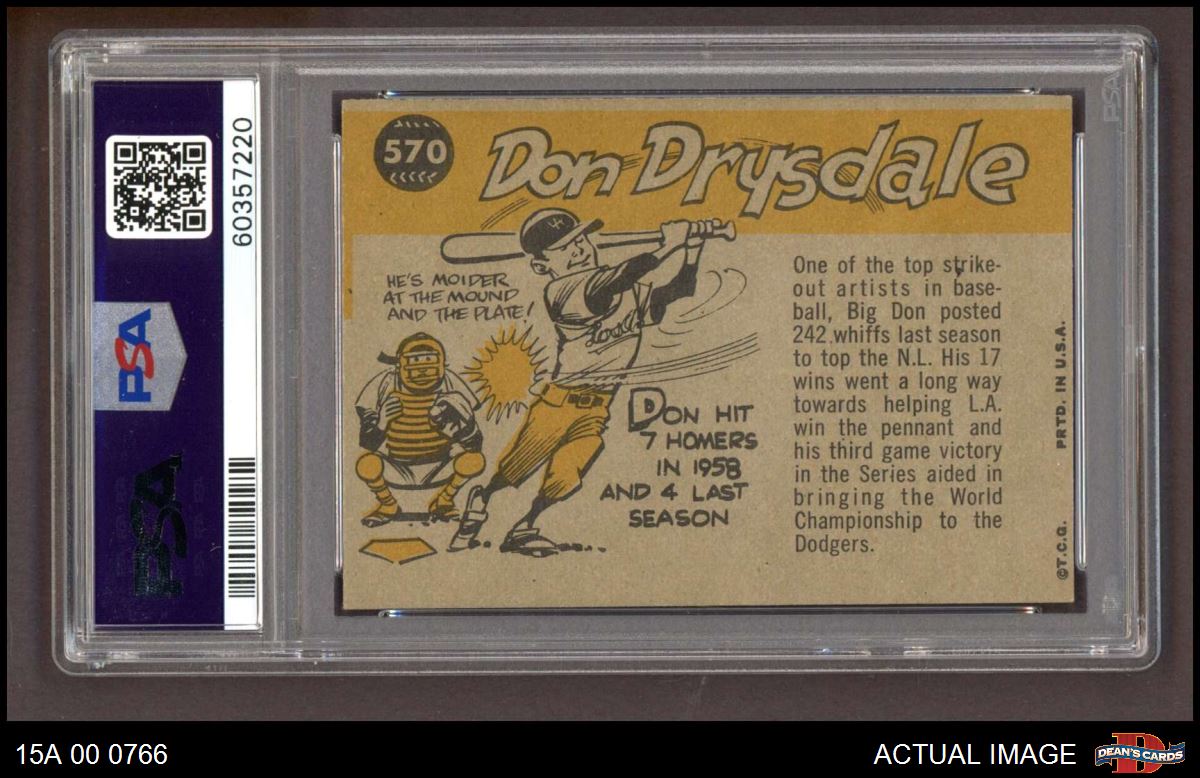 60357220
PSA
PSA
PSA
570
Don Drysdale
HE'S MOIDER
AT THE MOUND
AND THE PLATE!
DON HIT
7 HOMERS
IN 1958
AND 4 LAST
SEASON
One of the top strike-
out artists in base-
ball, Big Don posted
242 whiffs last season
to top the N.L. His 17
wins went a long way
towards helping L.A.
win the pennant and
his third game victory
in the Series aided in
bringing the World
Championship to the
Dodgers.
©T.C.G. PRTD. IN U.S.A.
15A 00 0766
ACTUAL IMAGE
DEAN'S CARDS